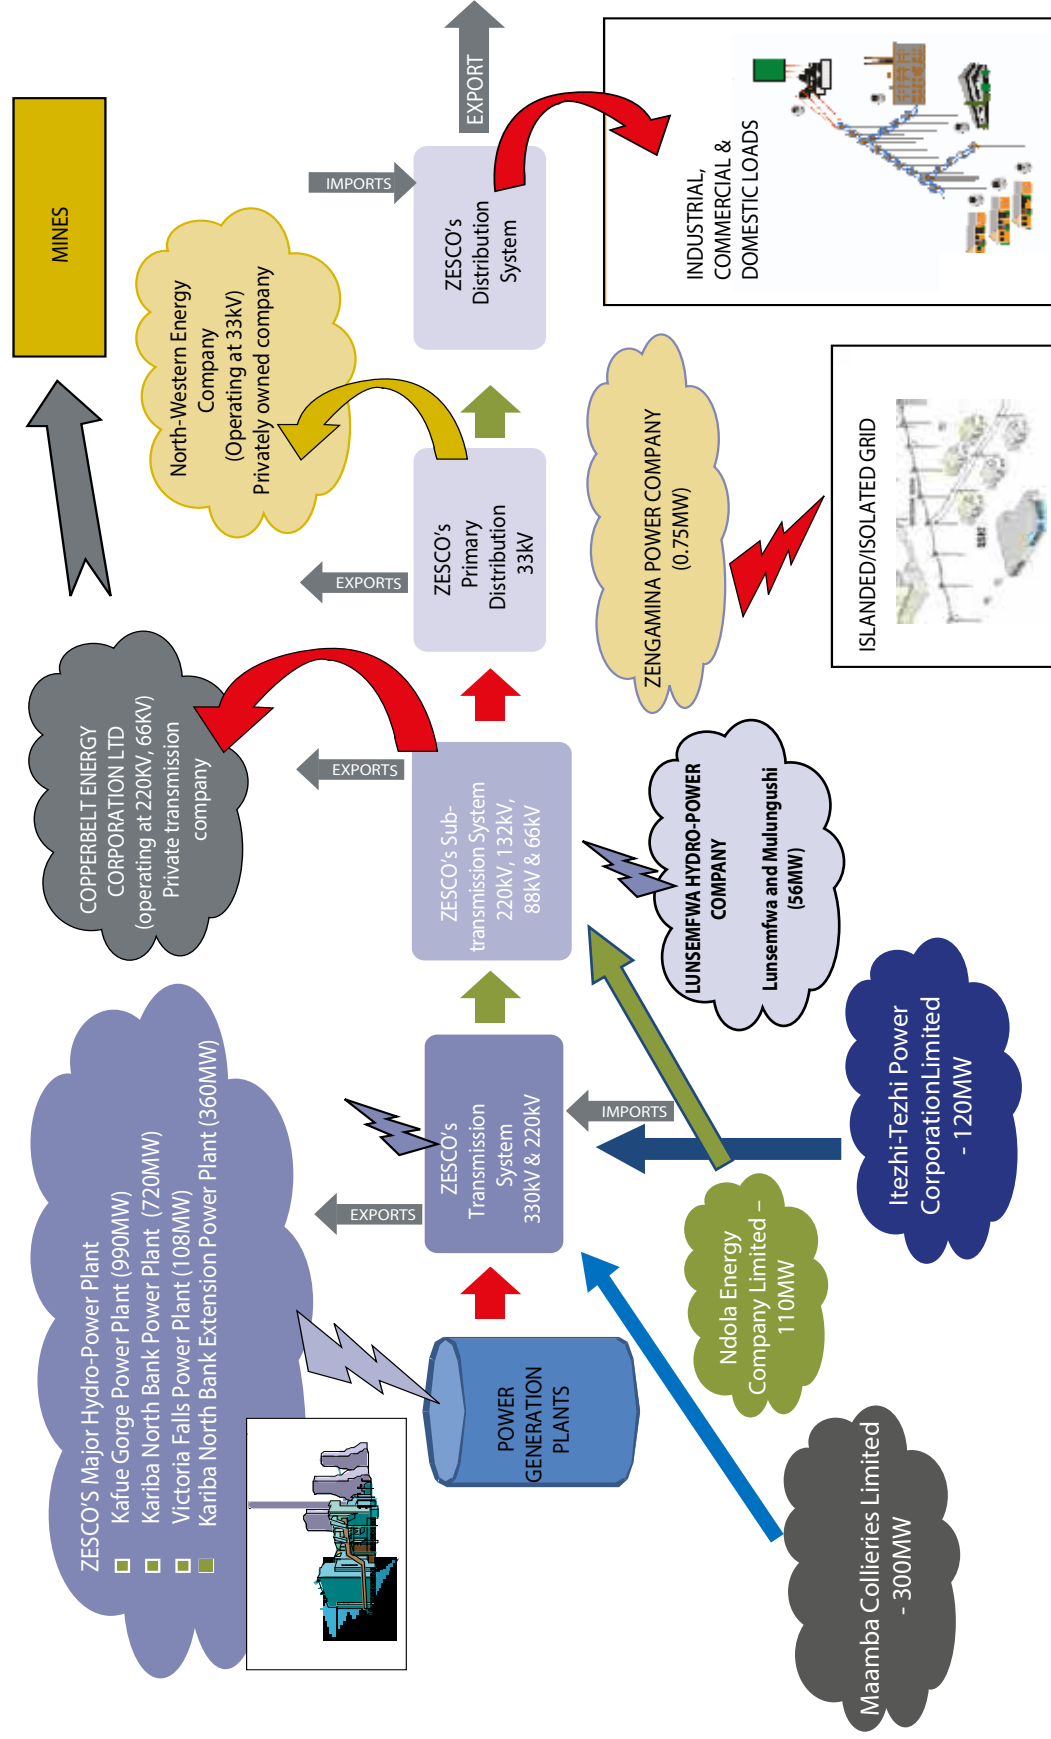 ZESCO'S Major Hydro-Power Plant
Kafue Gorge Power Plant (990MW)
Kariba North Bank Power Plant (720MW)
Victoria Falls Power Plant (108MW)
Kariba North Bank Extension Power Plant (360MW)
COPPERBELT ENERGY
CORPORATION LTD
(operating at 220KV, 66KV)
Private transmission
company
MINES
North-Western Energy
Company
(Operating at 33kV)
Privately owned company
EXPORTS
EXPORTS
EXPORTS
IMPORTS
POWER
GENERATION
PLANTS
ZESCO's
Transmission
System
330kV & 220kV
ZESCO's Sub-
transmission System
220kV, 132kV,
88kV & 66kV
ZESCO's
Primary
Distribution
33kV
ZESCO's
Distribution
System
EXPORT
IMPORTS
Maamba Collieries Limited
- 300MW
Ndola Energy
Company Limited –
110MW
Itezhi-Tezhi Power
CorporationLimited
- 120MW
LUNSEMFWA HYDRO-POWER
COMPANY
Lunsemfwa and Mulungushi
(56MW)
ZENGAMINA POWER COMPANY
(0.75MW)
ISLANDED/ISOLATED GRID
INDUSTRIAL,
COMMERCIAL &
DOMESTIC LOADS